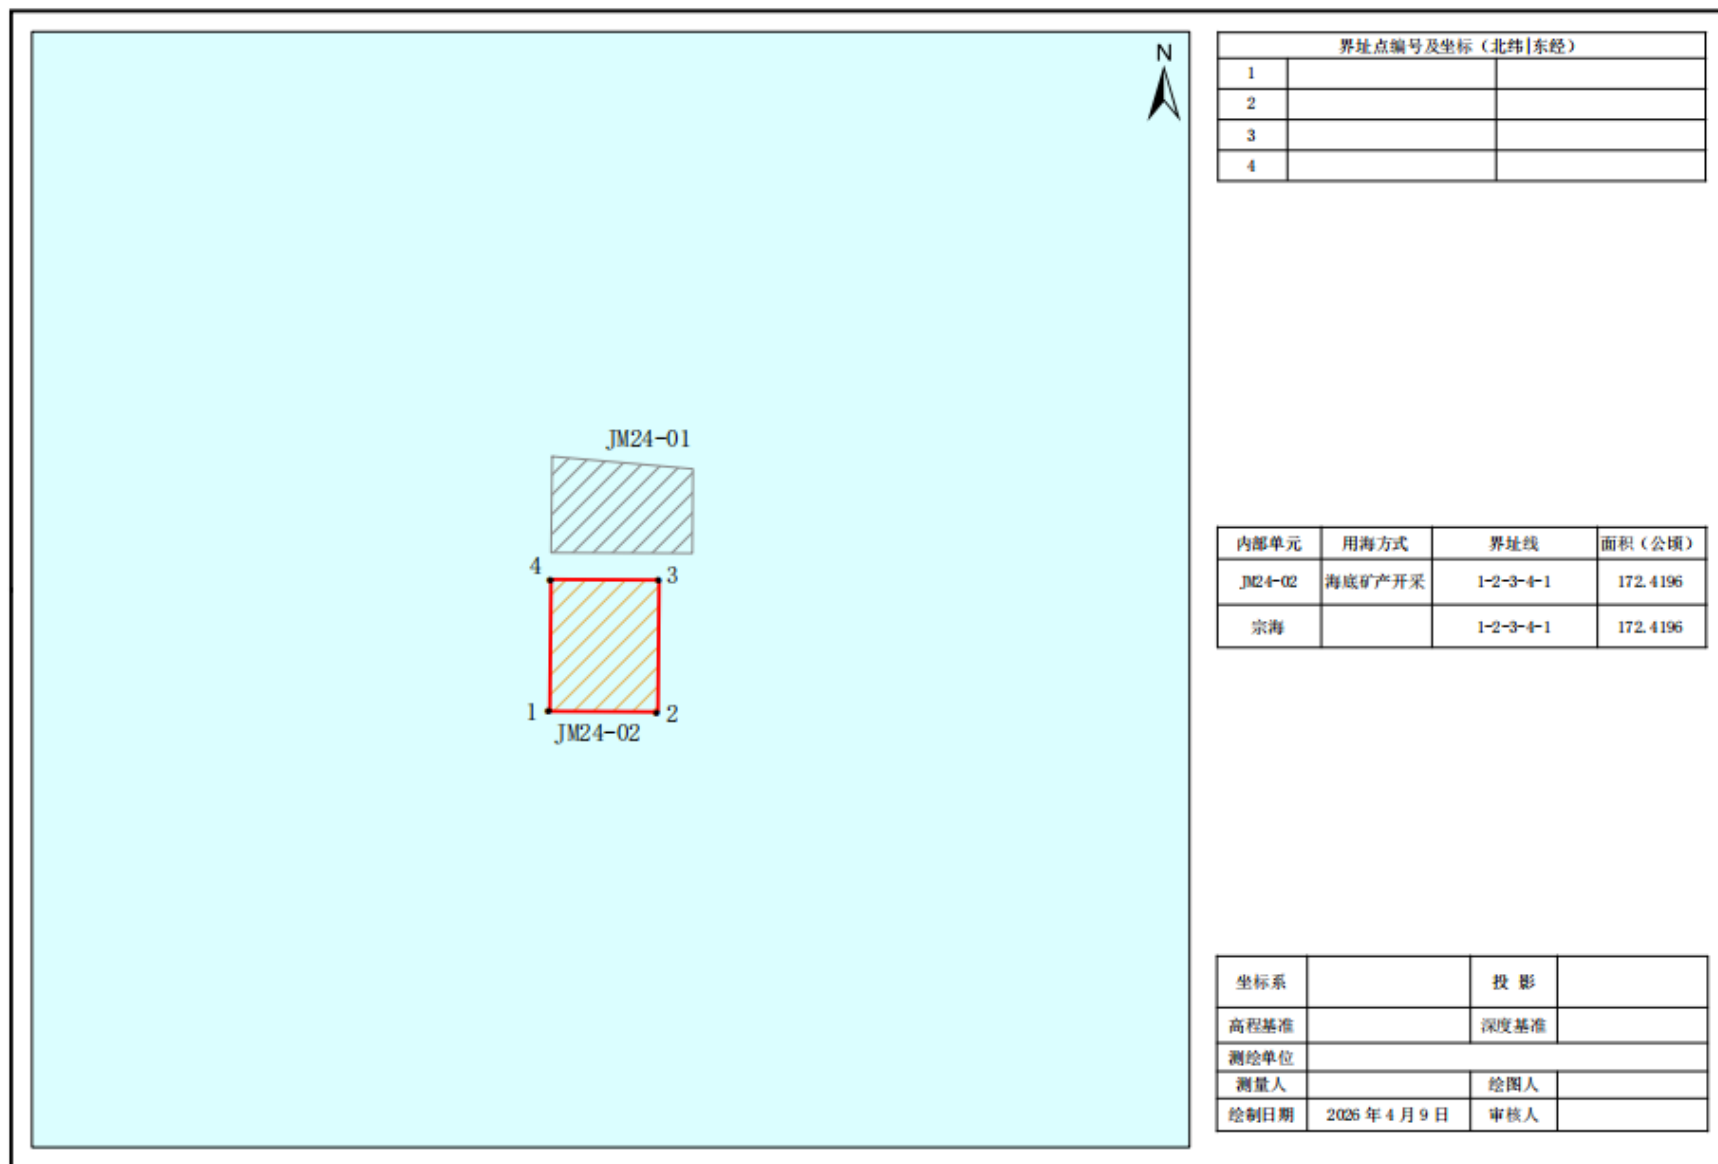 N
JM24-01
4
3
1
2
JM24-02
界址点编号及坐标（北纬|东经）
1
2
3
4
内部单元 用海方式 界址线 面积（公顷）
JM24-02 海底矿产开采 1-2-3-4-1 172.4196
宗海 1-2-3-4-1 172.4196
坐标系 投 影
高程基准 深度基准
测绘单位
测量人 绘图人
绘制日期 2026 年 4 月 9 日 审核人